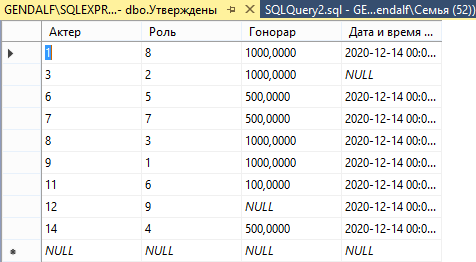 GENDALF\SQLEXPR...- dbo.Утверждены SQLQuery2.sql - GE...endalf\Семья (52))
Актер Роль Гонорар Дата и время ...
1 8 1000,0000 2020-12-14 00:0...
3 2 1000,0000 NULL
6 5 500,0000 2020-12-14 00:0...
7 7 500,0000 2020-12-14 00:0...
8 3 1000,0000 2020-12-14 00:0...
9 1 1000,0000 2020-12-14 00:0...
11 6 100,0000 2020-12-14 00:0...
12 9 NULL 2020-12-14 00:0...
14 4 500,0000 2020-12-14 00:0...
NULL NULL NULL NULL